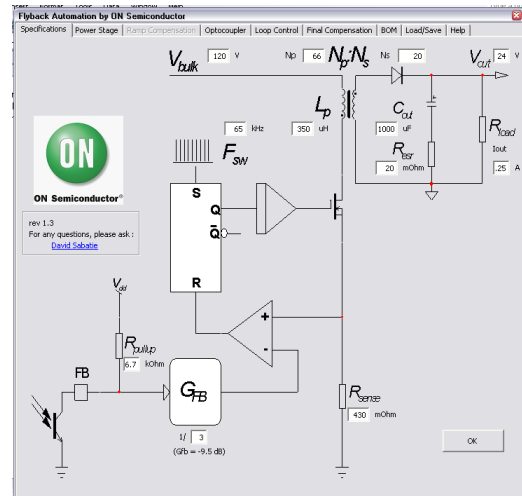 Flyback Automation by ON Semiconductor
Specifications Power Stage Ramp Compensation Optocoupler Loop Control Final Compensation BOM Load/Save Help
Vbulk 120 V
Np 66 Np:Ns Ns 20
Vout 24 V
Lp
350 uH
65 kHz
Fsw
Cout
1000 uF
Resr
20 mOhm
Rload
Iout
.25 A
ON
ON Semiconductor®
rev 1.3
For any questions, please ask :
David Sabatie
S
Q
Q
R
+
-
Vdd
Rpullup
6.7 kOhm
FB
GFB
1/ 3
(Gfb = -9.5 dB)
Rsense
430 mOhm
OK